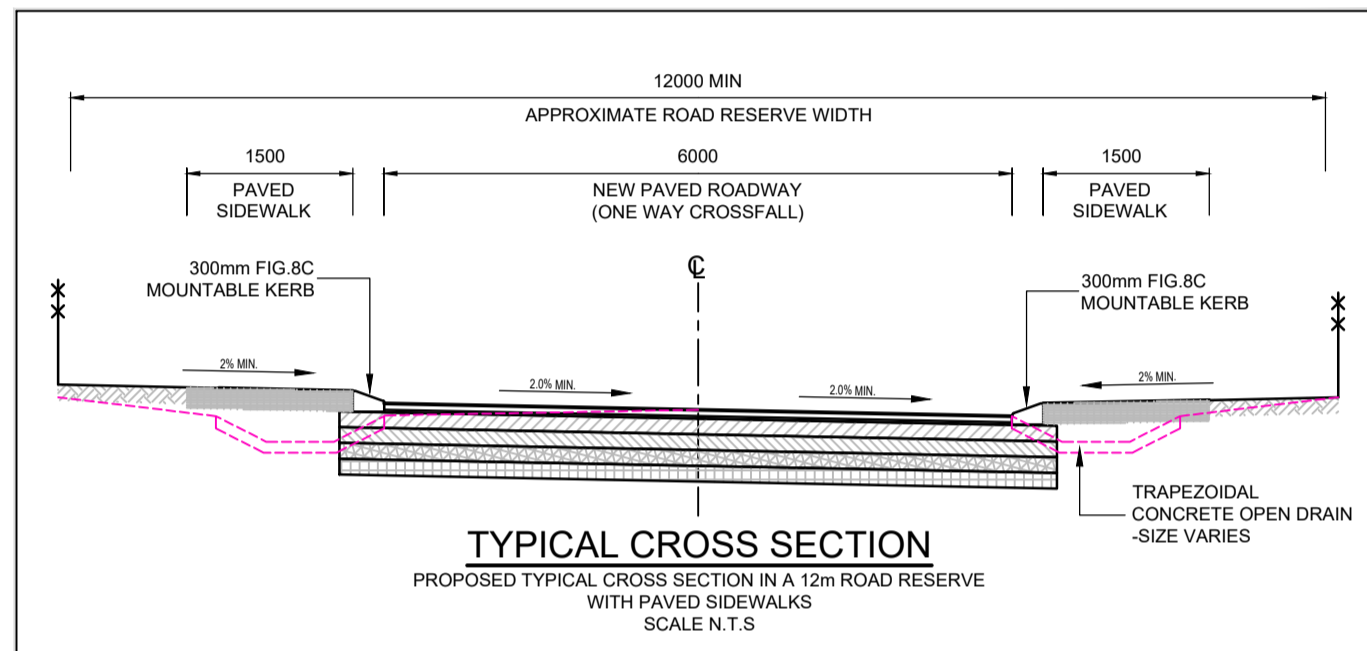 12000 MIN
APPROXIMATE ROAD RESERVE WIDTH
1500
6000
1500
PAVED
SIDEWALK
NEW PAVED ROADWAY
(ONE WAY CROSSFALL)
PAVED
SIDEWALK
300mm FIG.8C
MOUNTABLE KERB
℄
300mm FIG.8C
MOUNTABLE KERB
2% MIN.
2.0% MIN.
2.0% MIN.
2% MIN.
TRAPEZOIDAL
CONCRETE OPEN DRAIN
-SIZE VARIES
TYPICAL CROSS SECTION
PROPOSED TYPICAL CROSS SECTION IN A 12m ROAD RESERVE
WITH PAVED SIDEWALKS
SCALE N.T.S